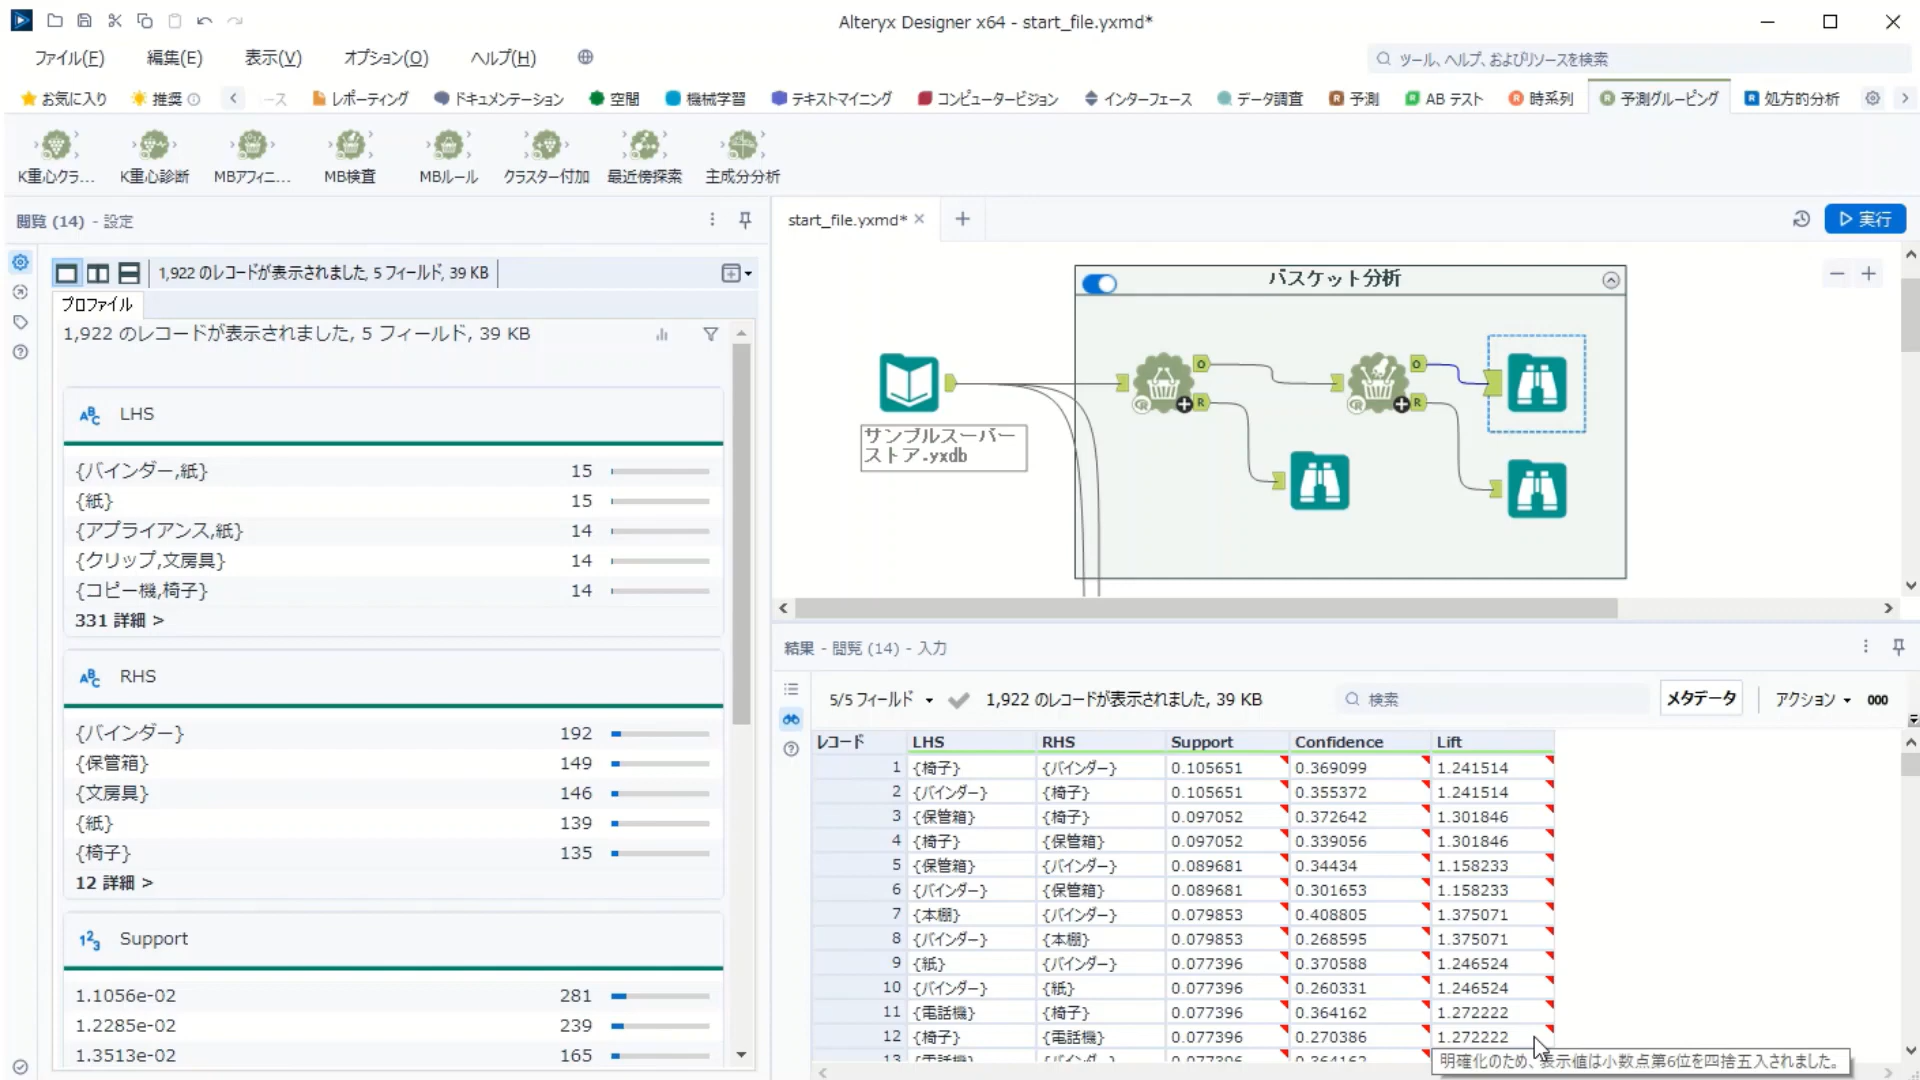 Alteryx Designer x64 - start_file.yxmd*
ファイル(F) 編集(E) 表示(V) オプション(O) ヘルプ(H)
ツール、ヘルプ、およびリソースを検索
お気に入り 推奨 ース レポーティング ドキュメンテーション 空間 機械学習 テキストマイニング コンピュータービジョン インターフェース データ調査 予測 AB テスト 時系列 予測グルーピング 処方的分析
K重心クラ... K重心診断 MBアフィニ... MB検査 MBルール クラスター付加 最近傍探索 主成分分析
閲覧 (14) - 設定
start_file.yxmd*
実行
1,922 のレコードが表示されました, 5 フィールド, 39 KB
プロファイル
1,922 のレコードが表示されました, 5 フィールド, 39 KB
LHS
{バインダー,紙} 15
{紙} 15
{アプライアンス,紙} 14
{クリップ,文房具} 14
{コピー機,椅子} 14
331 詳細 >
RHS
{バインダー} 192
{保管箱} 149
{文房具} 146
{紙} 139
{椅子} 135
12 詳細 >
Support
1.1056e-02 281
1.2285e-02 239
1.3513e-02 165
バスケット分析
O
R
O
R
サンプルスーパー
ストア.yxdb
結果 - 閲覧 (14) - 入力
5/5 フィールド 1,922 のレコードが表示されました, 39 KB 検索 メタデータ アクション 000
レコード LHS RHS Support Confidence Lift
1 {椅子} {バインダー} 0.105651 0.369099 1.241514
2 {バインダー} {椅子} 0.105651 0.355372 1.241514
3 {保管箱} {椅子} 0.097052 0.372642 1.301846
4 {椅子} {保管箱} 0.097052 0.339056 1.301846
5 {保管箱} {バインダー} 0.089681 0.34434 1.158233
6 {バインダー} {保管箱} 0.089681 0.301653 1.158233
7 {本棚} {バインダー} 0.079853 0.408805 1.375071
8 {バインダー} {本棚} 0.079853 0.268595 1.375071
9 {紙} {バインダー} 0.077396 0.370588 1.246524
10 {バインダー} {紙} 0.077396 0.260331 1.246524
11 {電話機} {椅子} 0.077396 0.364162 1.272222
12 {椅子} {電話機} 0.077396 0.270386 1.272222
13 {電話機} {バインダー} 0.077396 0.364162
明確化のため、表示値は小数点第6位を四捨五入されました。